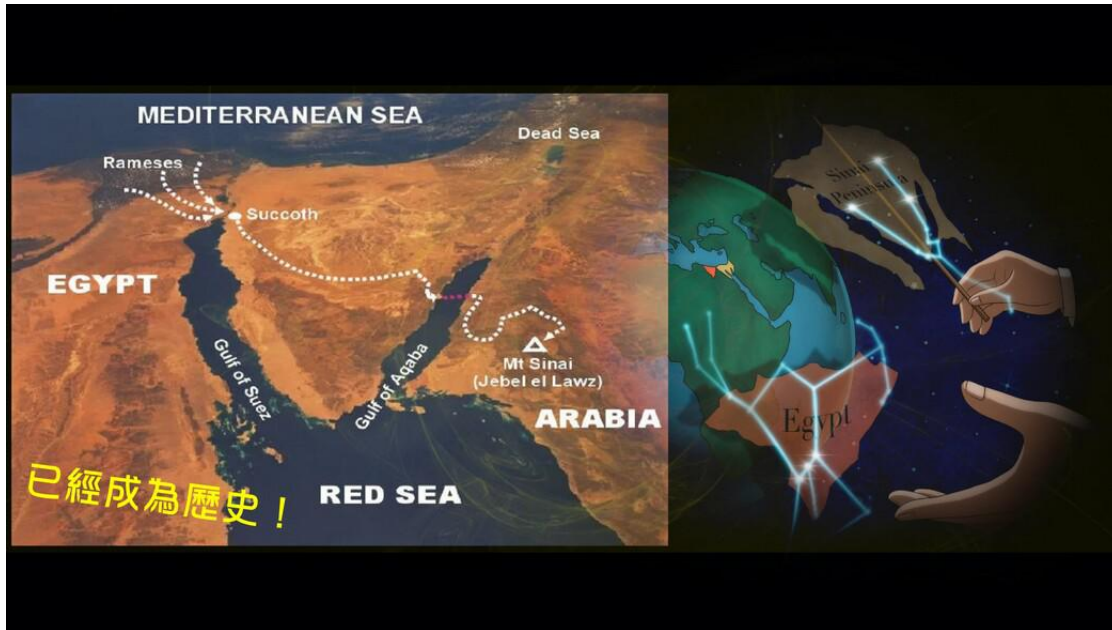 MEDITERRANEAN SEA
Dead Sea
Rameses
Succoth
EGYPT
Gulf of Suez
Gulf of Aqaba
Mt Sinai
(Jebel el Lawz)
ARABIA
RED SEA
已經成為歷史！
Sinai
Peninsula
Egypt